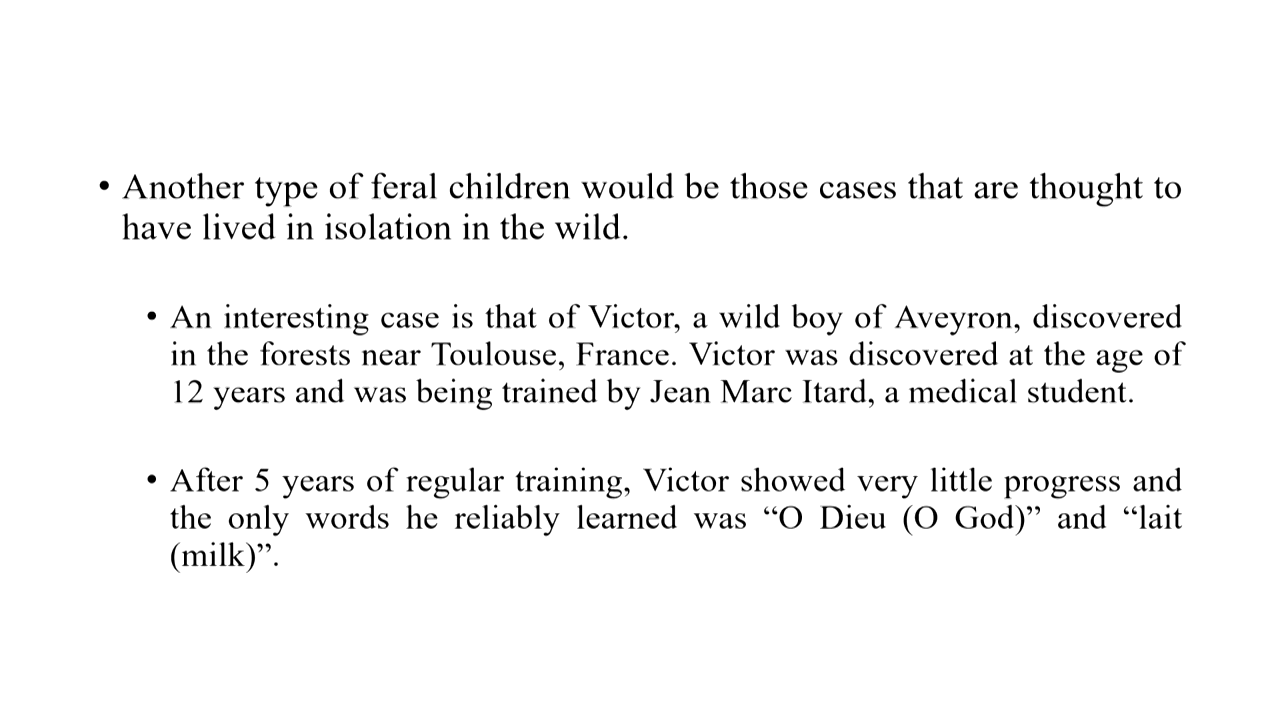 • Another type of feral children would be those cases that are thought to
have lived in isolation in the wild.
• An interesting case is that of Victor, a wild boy of Aveyron, discovered
in the forests near Toulouse, France. Victor was discovered at the age of
12 years and was being trained by Jean Marc Itard, a medical student.
• After 5 years of regular training, Victor showed very little progress and
the only words he reliably learned was “O Dieu (O God)” and “lait
(milk)”.